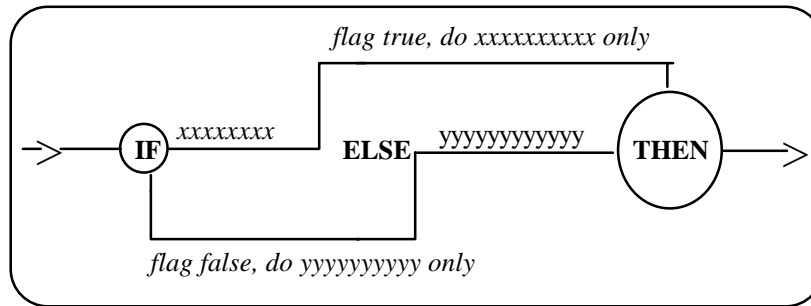 flag true, do xxxxxxxxxx only
IF xxxxxxxx ELSE yyyyyyyyyyyy THEN
flag false, do yyyyyyyyyy only